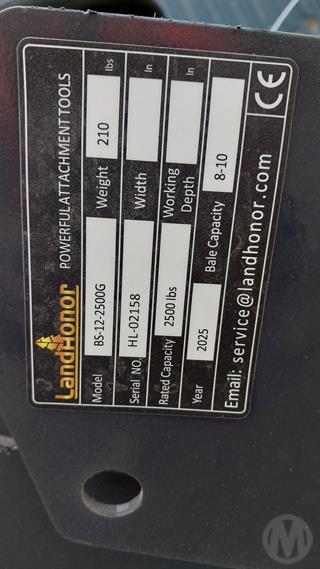 LandHonor POWERFUL ATTACHMENT TOOLS
Model BS-12-2500G Weight 210 lbs
Serial NO. HL-02158 Width In
Rated Capacity 2500 lbs Working Depth In
Year 2025 Bale Capacity 8-10
Email: service@landhonor.com CE
M